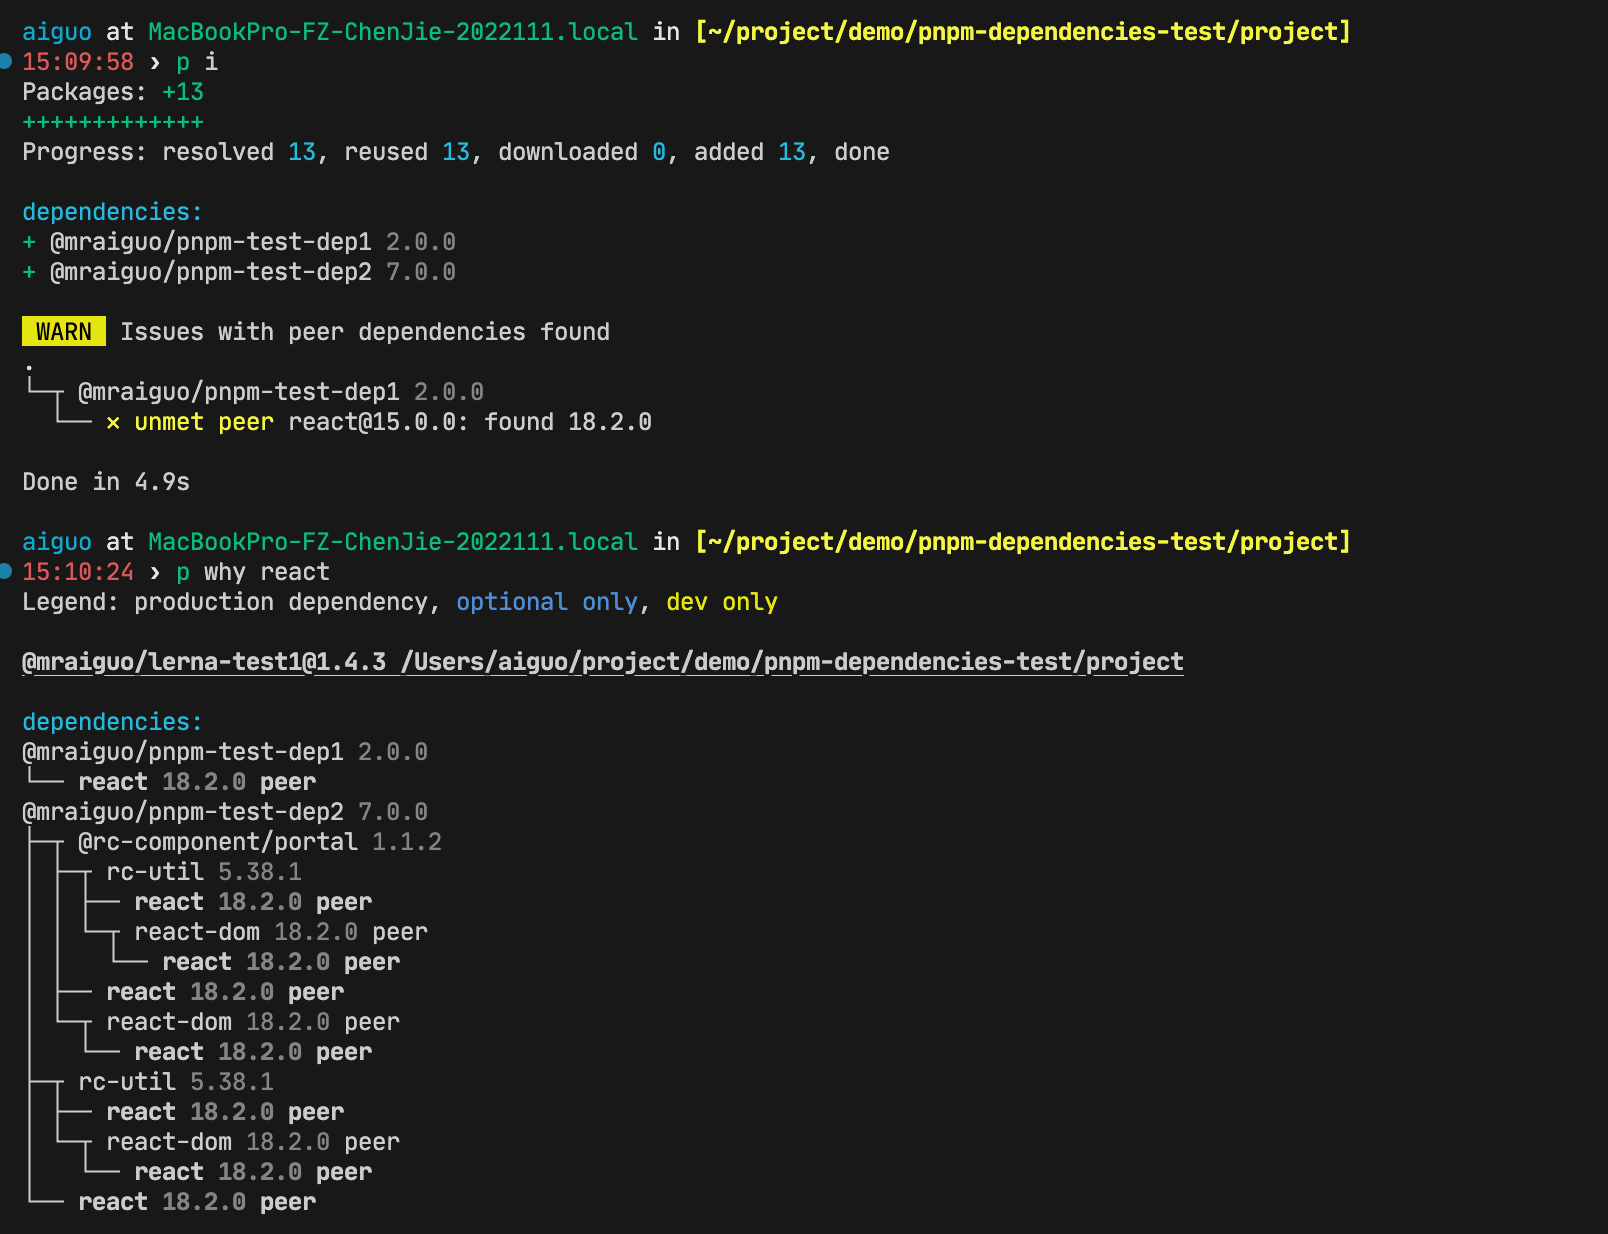 aiguo at MacBookPro-FZ-ChenJie-2022111.local in [~/project/demo/pnpm-dependencies-test/project]
15:09:58 › p i
Packages: +13
+++++++++++++
Progress: resolved 13, reused 13, downloaded 0, added 13, done
dependencies:
+ @mraiguo/pnpm-test-dep1 2.0.0
+ @mraiguo/pnpm-test-dep2 7.0.0
WARN Issues with peer dependencies found
.
└─┬ @mraiguo/pnpm-test-dep1 2.0.0
  └── × unmet peer react@15.0.0: found 18.2.0
Done in 4.9s
aiguo at MacBookPro-FZ-ChenJie-2022111.local in [~/project/demo/pnpm-dependencies-test/project]
15:10:24 › p why react
Legend: production dependency, optional only, dev only
@mraiguo/lerna-test1@1.4.3 /Users/aiguo/project/demo/pnpm-dependencies-test/project
dependencies:
@mraiguo/pnpm-test-dep1 2.0.0
└── react 18.2.0 peer
@mraiguo/pnpm-test-dep2 7.0.0
├─┬ @rc-component/portal 1.1.2
│ ├─┬ rc-util 5.38.1
│ │ ├── react 18.2.0 peer
│ │ └─┬ react-dom 18.2.0 peer
│ │   └── react 18.2.0 peer
│ ├── react 18.2.0 peer
│ └─┬ react-dom 18.2.0 peer
│   └── react 18.2.0 peer
├─┬ rc-util 5.38.1
│ ├── react 18.2.0 peer
│ └─┬ react-dom 18.2.0 peer
│   └── react 18.2.0 peer
└── react 18.2.0 peer